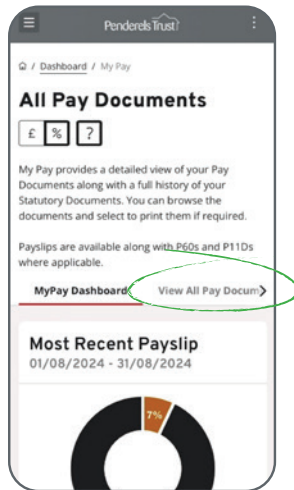 Penderels Trust
/ Dashboard / My Pay
All Pay Documents
£ % ?
My Pay provides a detailed view of your Pay
Documents along with a full history of your
Statutory Documents. You can browse the
documents and select to print them if required.
Payslips are available along with P60s and P11Ds
where applicable.
MyPay Dashboard View All Pay Docum
Most Recent Payslip
01/08/2024 - 31/08/2024
7%